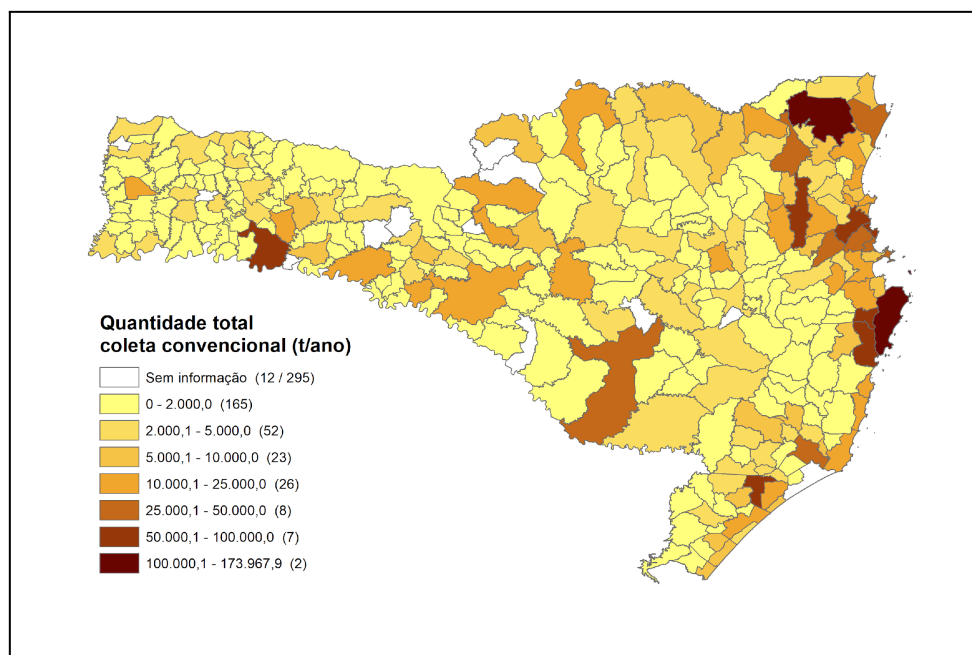 Quantidade total
coleta convencional (t/ano)
Sem informação (12 / 295)
0 - 2.000,0 (165)
2.000,1 - 5.000,0 (52)
5.000,1 - 10.000,0 (23)
10.000,1 - 25.000,0 (26)
25.000,1 - 50.000,0 (8)
50.000,1 - 100.000,0 (7)
100.000,1 - 173.967,9 (2)